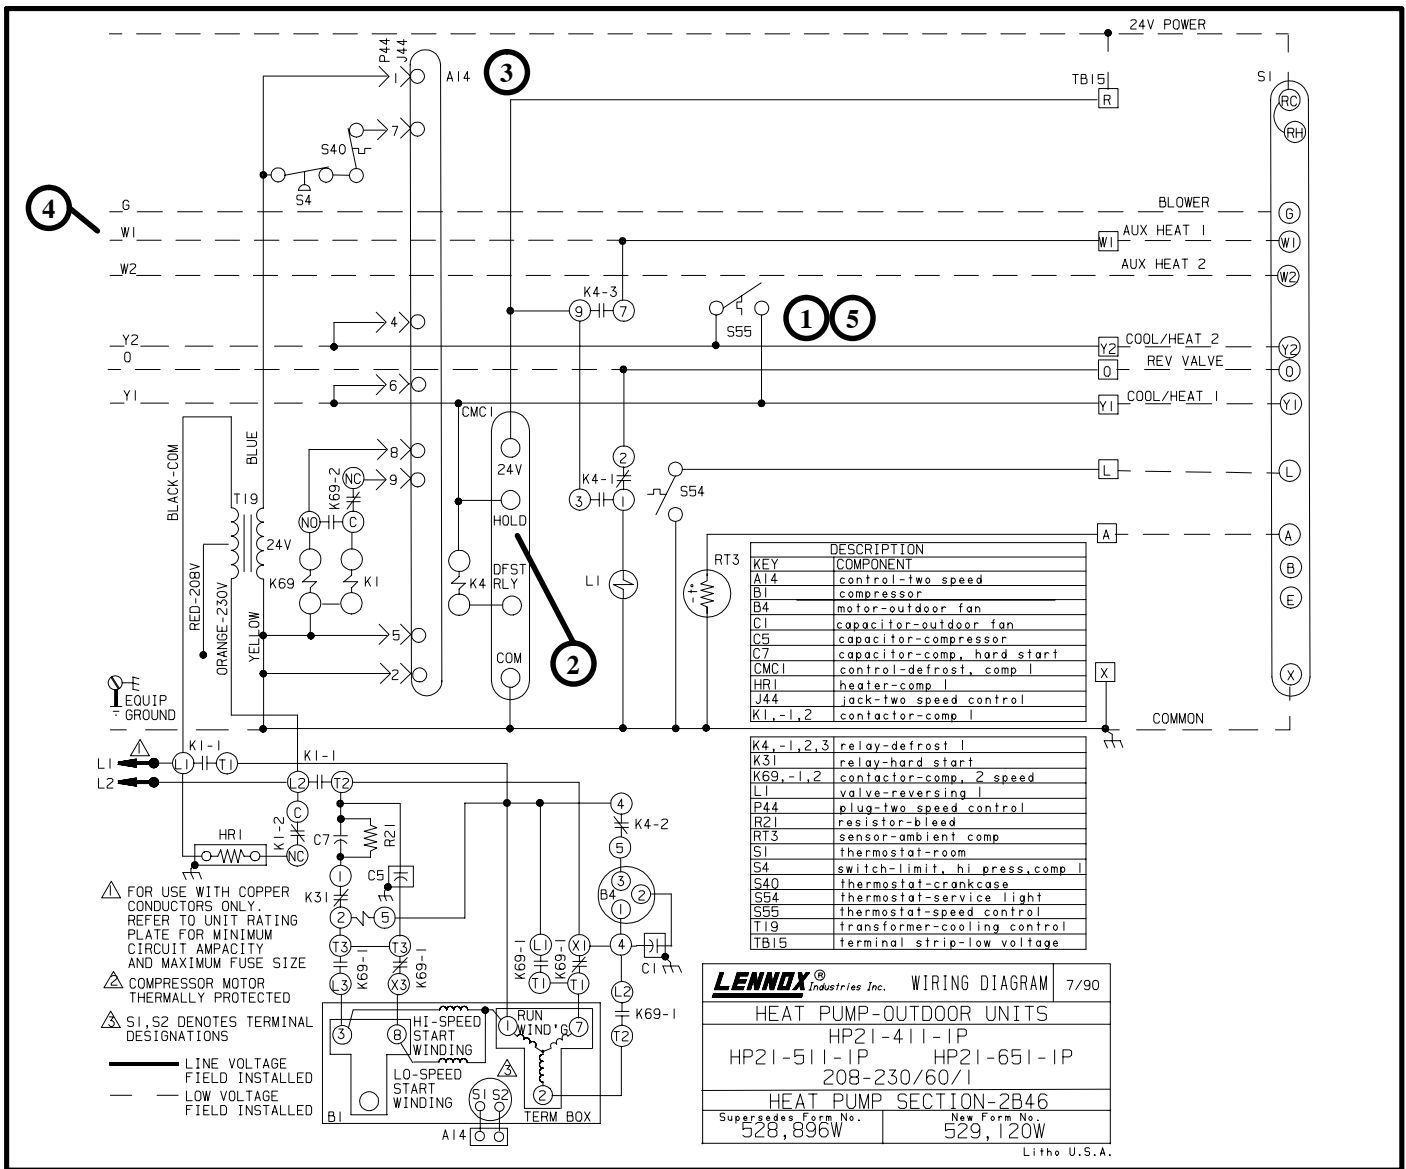 24V POWER
P44
J44
1
A14
3
TB15
S1
R
RC
RH
7
S40
S4
4
G
BLOWER
G
W1
W1
AUX HEAT 1
W1
W2
AUX HEAT 2
W2
K4-3
9
7
4
S55
1
5
Y2
Y2
COOL/HEAT 2
Y2
O
O
REV VALVE
O
6
Y1
Y1
COOL/HEAT 1
Y1
CMC1
BLACK-COM
BLUE
8
24V
2
K69-2
NC
9
K4-1
S54
L
L
T19
3
1
HOLD
NO
C
24V
A
A
RED-208V
ORANGE-230V
K69
K1
K4
DFST
RLY
L1
RT3
-t°
B
E
YELLOW
5
2
COM
2
X
X
EQUIP
GROUND
COMMON
DESCRIPTION
KEY COMPONENT
A14 control-two speed
B1 compressor
B4 motor-outdoor fan
C1 capacitor-outdoor fan
C5 capacitor-compressor
C7 capacitor-comp, hard start
CMC1 control-defrost, comp 1
HR1 heater-comp 1
J44 jack-two speed control
K1,-1,2 contactor-comp 1
K4,-1,2,3 relay-defrost 1
K31 relay-hard start
K69,-1,2 contactor-comp, 2 speed
L1 valve-reversing 1
P44 plug-two speed control
R21 resistor-bleed
RT3 sensor-ambient comp
S1 thermostat-room
S4 switch-limit, hi press,comp 1
S40 thermostat-crankcase
S54 thermostat-service light
S55 thermostat-speed control
T19 transformer-cooling control
TB15 terminal strip-low voltage
1
K1-1
K1-1
L1
L1
T1
L2
L2
T2
4
C
K1-2
C7
R21
K4-2
HR1
NC
5
1
C5
3
B4
2
K31
1
2
5
T3
T3
L1
X1
4
C1
K69-1
K69-1
K69-1
K69-1
L3
X3
T1
T1
L2
K69-1
T2
1 FOR USE WITH COPPER
CONDUCTORS ONLY.
REFER TO UNIT RATING
PLATE FOR MINIMUM
CIRCUIT AMPACITY
AND MAXIMUM FUSE SIZE
2 COMPRESSOR MOTOR
THERMALLY PROTECTED
3 S1,S2 DENOTES TERMINAL
DESIGNATIONS
LINE VOLTAGE
FIELD INSTALLED
LOW VOLTAGE
FIELD INSTALLED
3
8
HI-SPEED
START
WINDING
1
RUN
WIND'G
7
LO-SPEED
START
WINDING
3
S1 S2
2
B1
TERM BOX
A14
LENNOX ® Industries Inc. WIRING DIAGRAM 7/90
HEAT PUMP-OUTDOOR UNITS
HP21-411-1P
HP21-511-1P HP21-651-1P
208-230/60/1
HEAT PUMP SECTION-2B46
Supersedes Form No. New Form No.
528,896W 529,120W
Litho U.S.A.